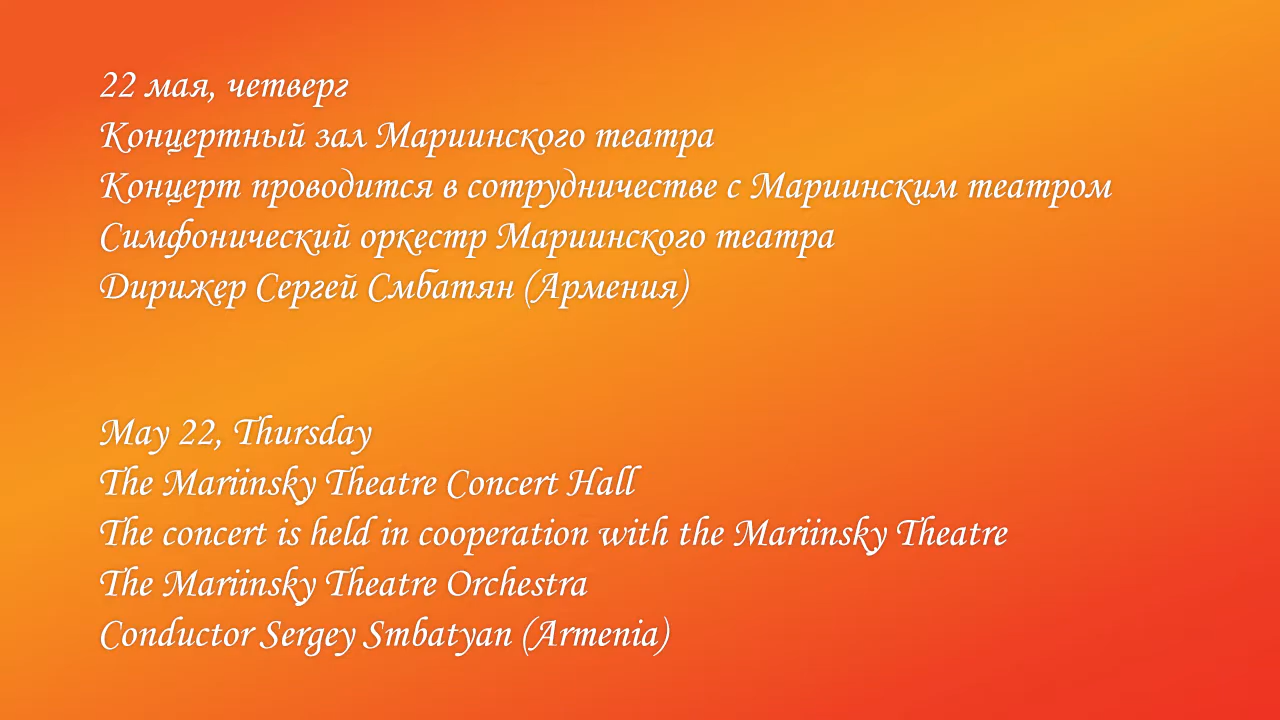 22 мая, четверг
Концертный зал Мариинского театра
Концерт проводится в сотрудничестве с Мариинским театром
Симфонический оркестр Мариинского театра
Дирижер Сергей Смбатян (Армения)
May 22, Thursday
The Mariinsky Theatre Concert Hall
The concert is held in cooperation with the Mariinsky Theatre
The Mariinsky Theatre Orchestra
Conductor Sergey Smbatyan (Armenia)